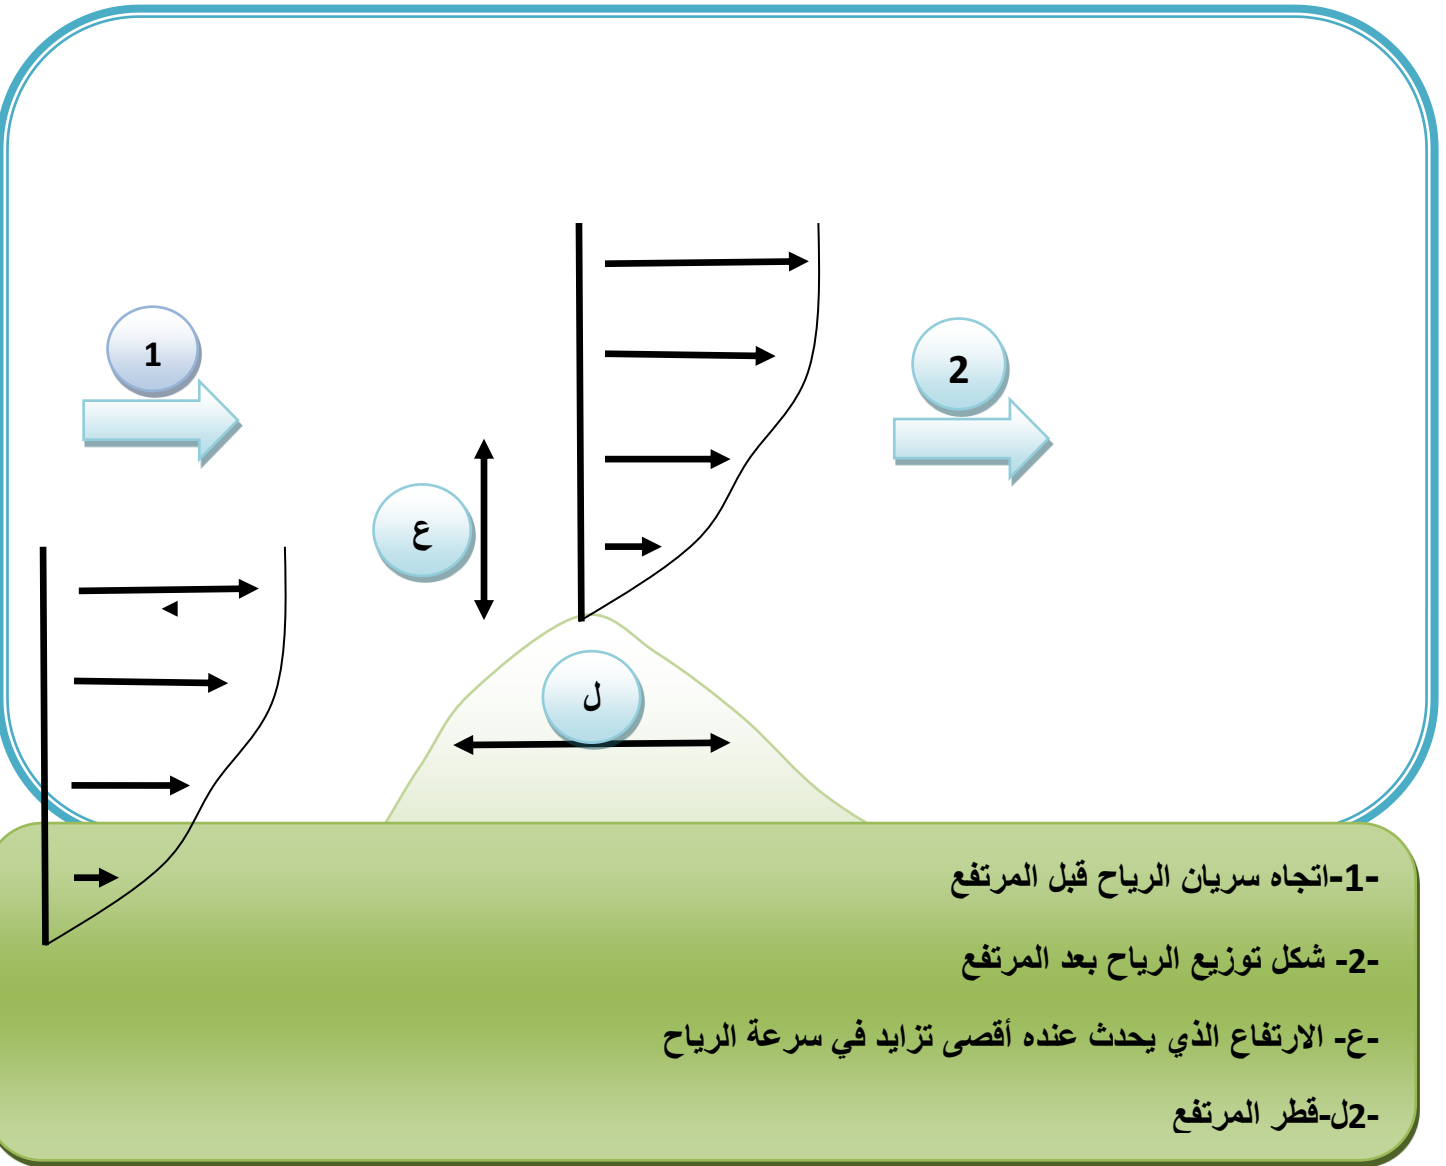 1
2
ع
ل
-1-اتجاه سريان الرياح قبل المرتفع
-2- شكل توزيع الرياح بعد المرتفع
-ع- الارتفاع الذي يحدث عنده أقصى تزايد في سرعة الرياح
-2ل-قطر المرتفع